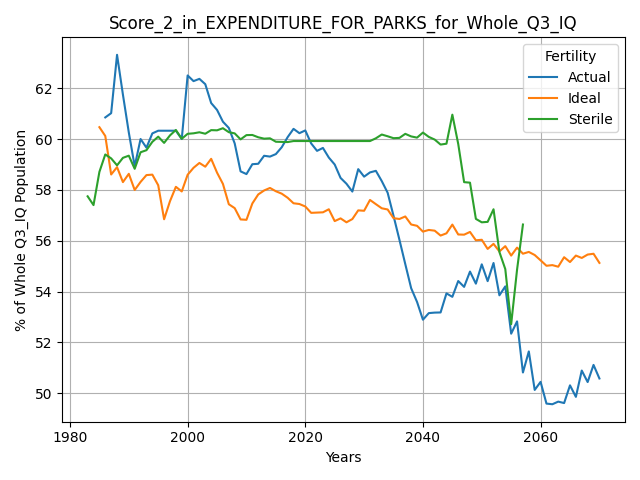 Score_2_in_EXPENDITURE_FOR_PARKS_for_Whole_Q3_IQ
Fertility
Actual
Ideal
Sterile
% of Whole Q3_IQ Population
62
60
58
56
54
52
50
1980
2000
2020
2040
2060
Years